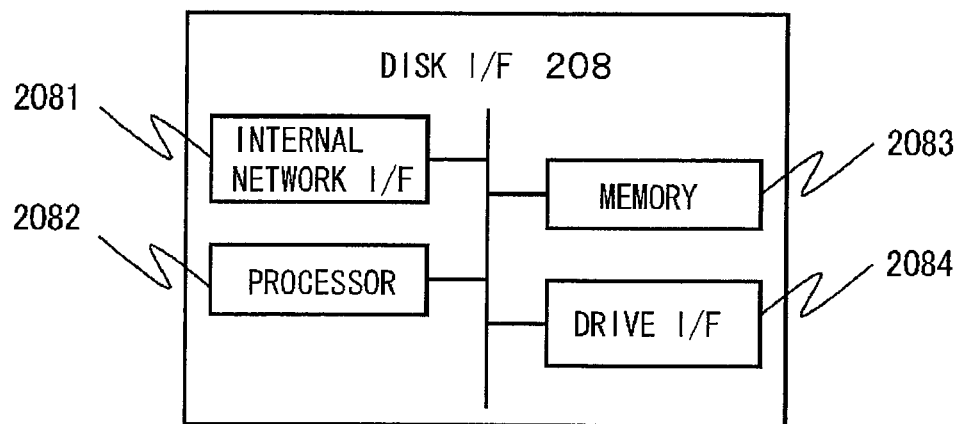 DISK I/F 208
2081
INTERNAL
NETWORK I/F
2083
MEMORY
2082
PROCESSOR
2084
DRIVE I/F